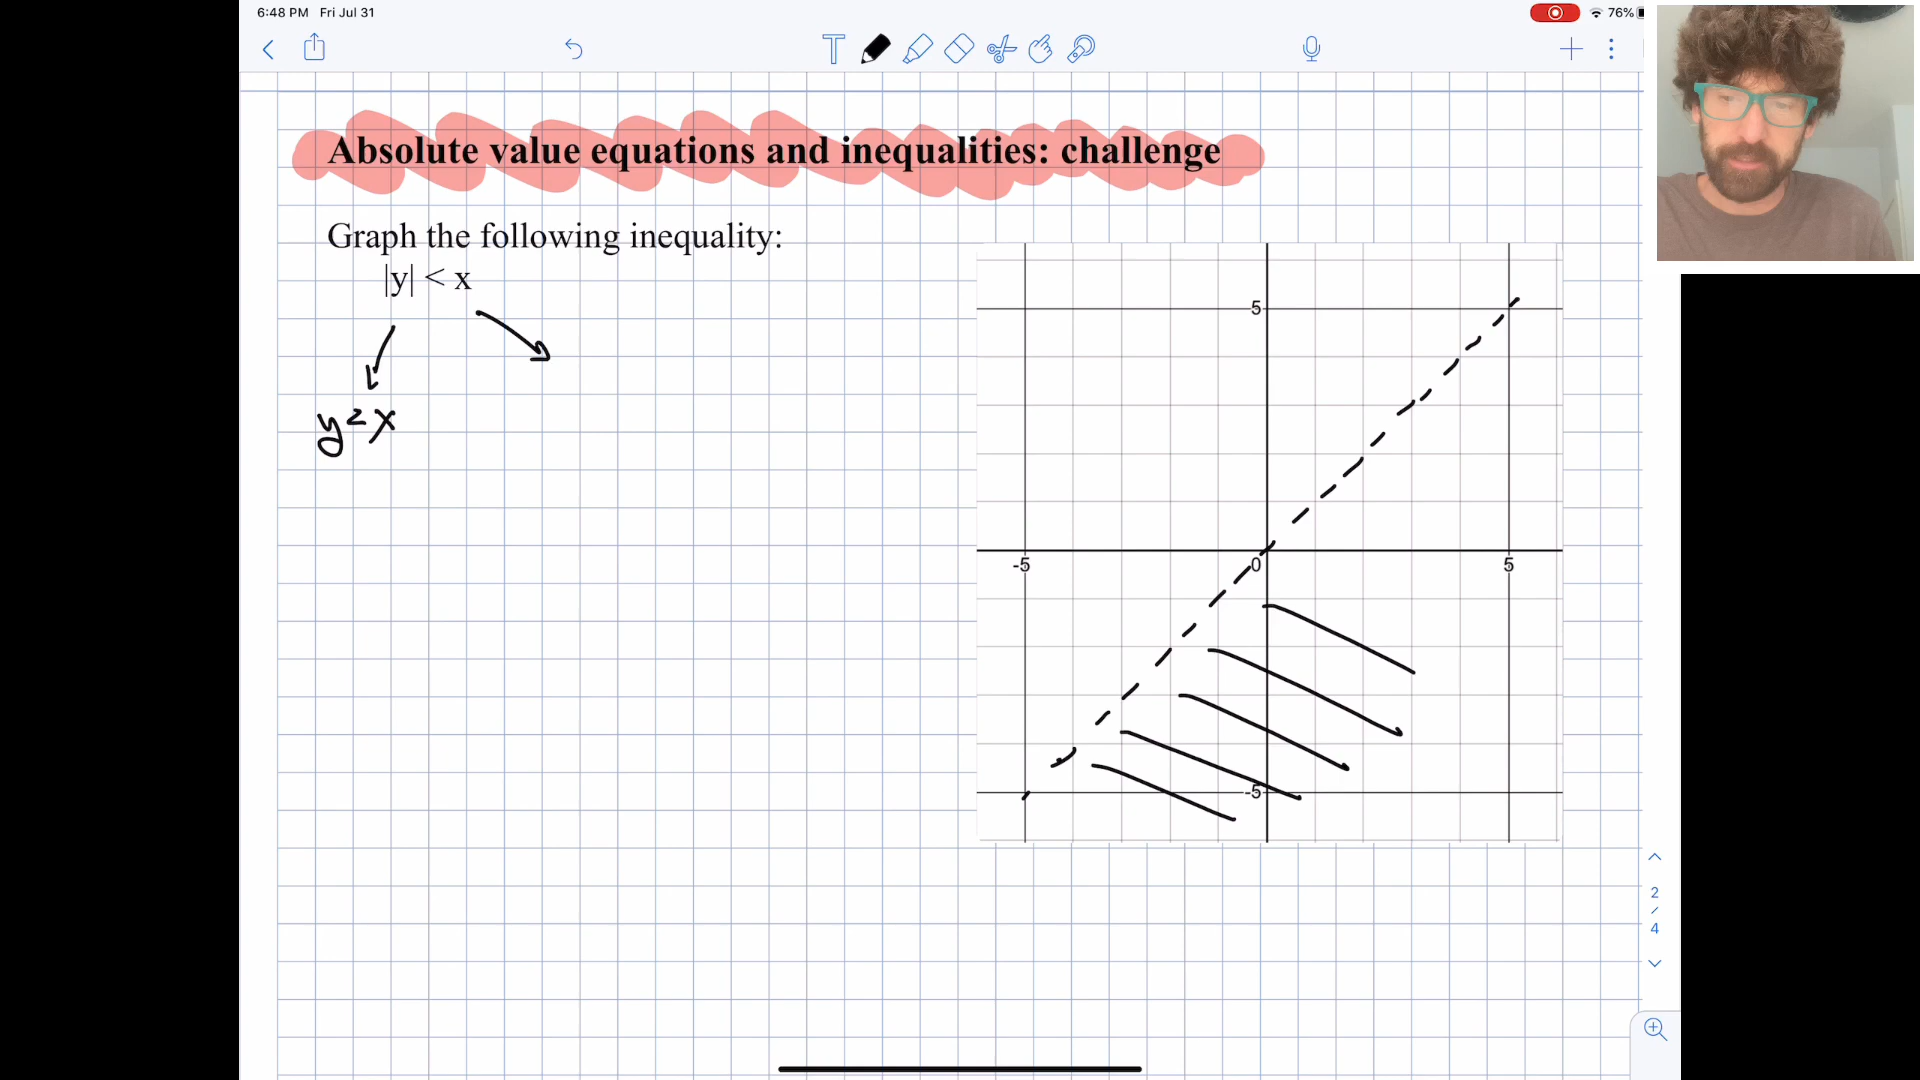 6:48 PM Fri Jul 31
76%
Absolute value equations and inequalities: challenge
Graph the following inequality:
|y| < x
y < x
5
-5
0
5
-5
2
/
4